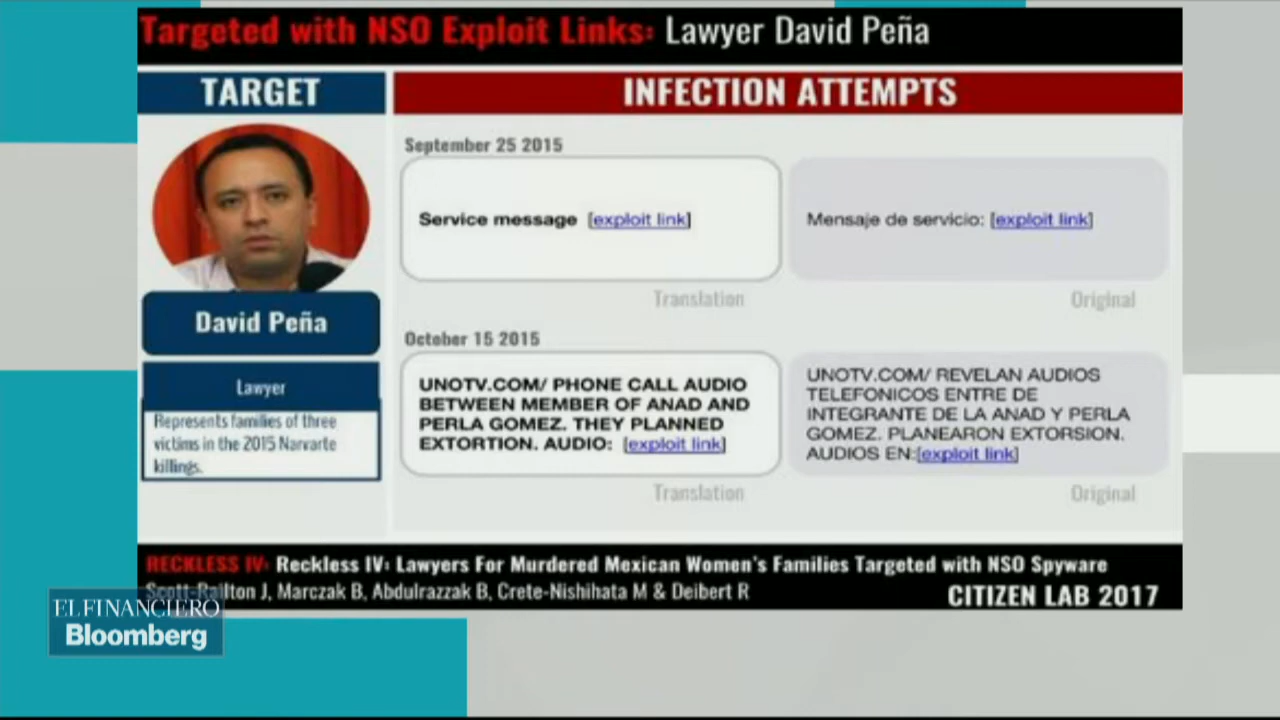 Targeted with NSO Exploit Links: Lawyer David Peña
TARGET
INFECTION ATTEMPTS
David Peña
Lawyer
Represents families of three
victims in the 2015 Narvarte
killings.
September 25 2015
Service message [exploit link]
Translation
Mensaje de servicio: [exploit link]
Original
October 15 2015
UNOTV.COM/ PHONE CALL AUDIO
BETWEEN MEMBER OF ANAD AND
PERLA GOMEZ. THEY PLANNED
EXTORTION. AUDIO: [exploit link]
Translation
UNOTV.COM/ REVELAN AUDIOS
TELEFONICOS ENTRE DE
INTEGRANTE DE LA ANAD Y PERLA
GOMEZ. PLANEARON EXTORSION.
AUDIOS EN:[exploit link]
Original
RECKLESS IV: Reckless IV: Lawyers For Murdered Mexican Women's Families Targeted with NSO Spyware
Scott-Railton J, Marczak B, Abdulrazzak B, Crete-Nishihata M & Deibert R
CITIZEN LAB 2017
EL FINANCIERO
Bloomberg